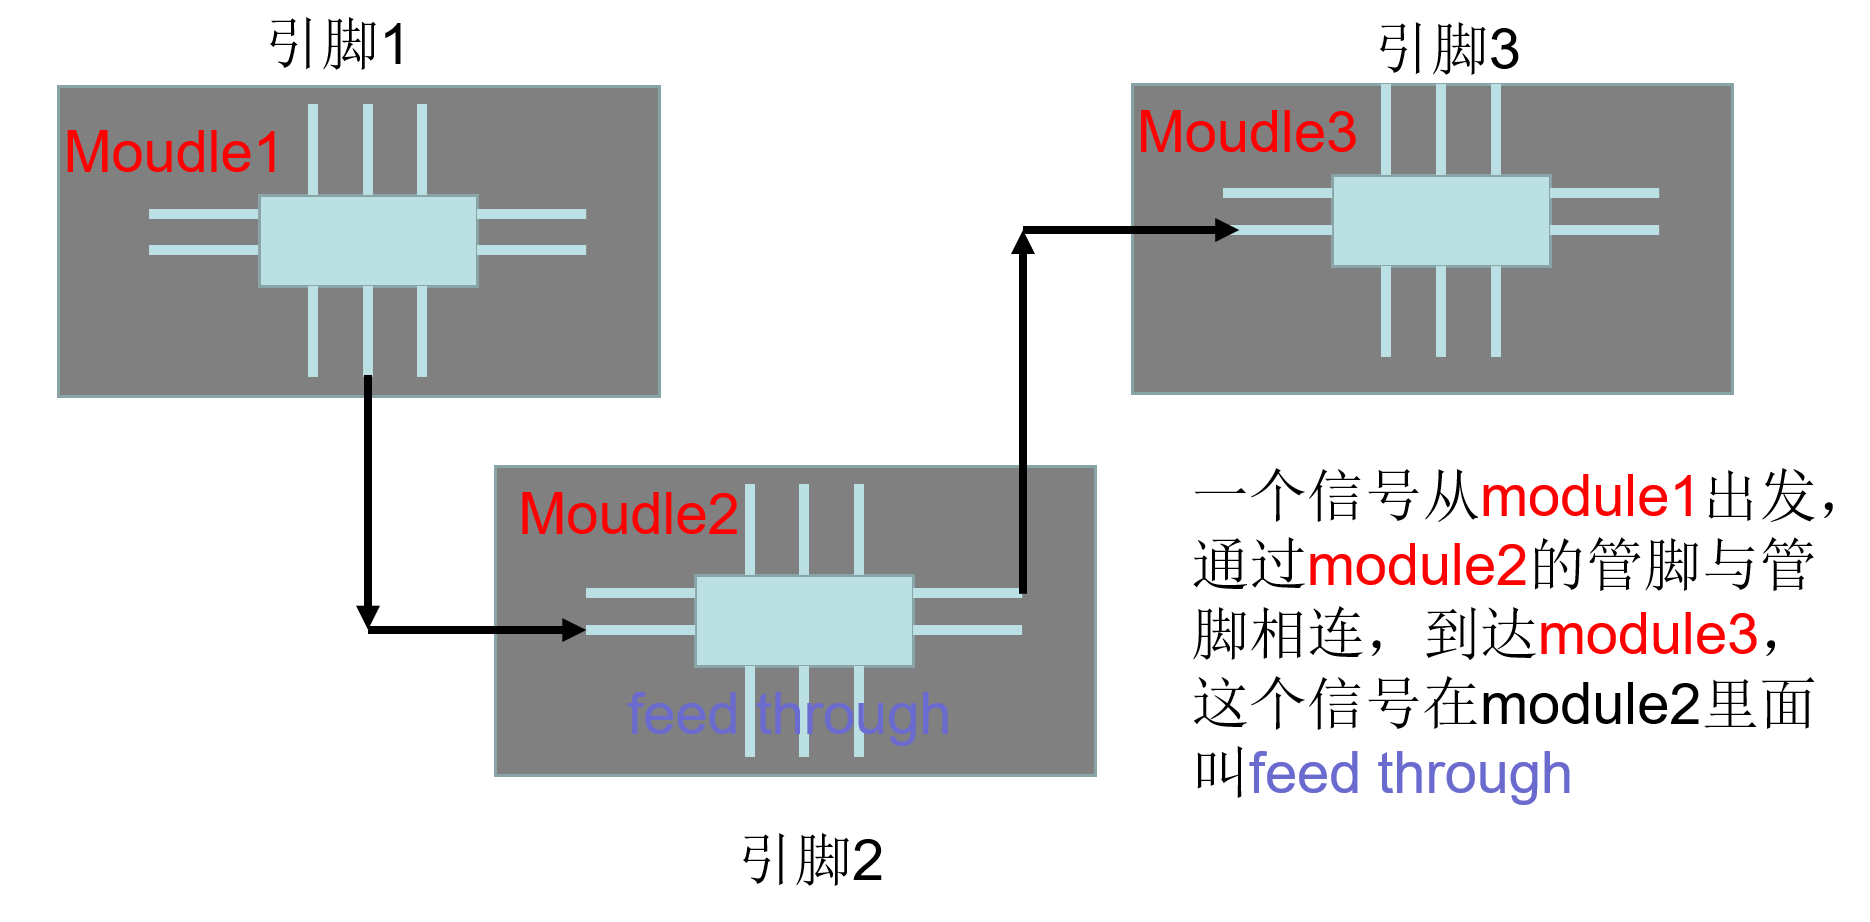 引脚1
引脚3
Moudle1
Moudle3
Moudle2
feed through
引脚2
一个信号从module1出发，
通过module2的管脚与管
脚相连，到达module3，
这个信号在module2里面
叫feed through